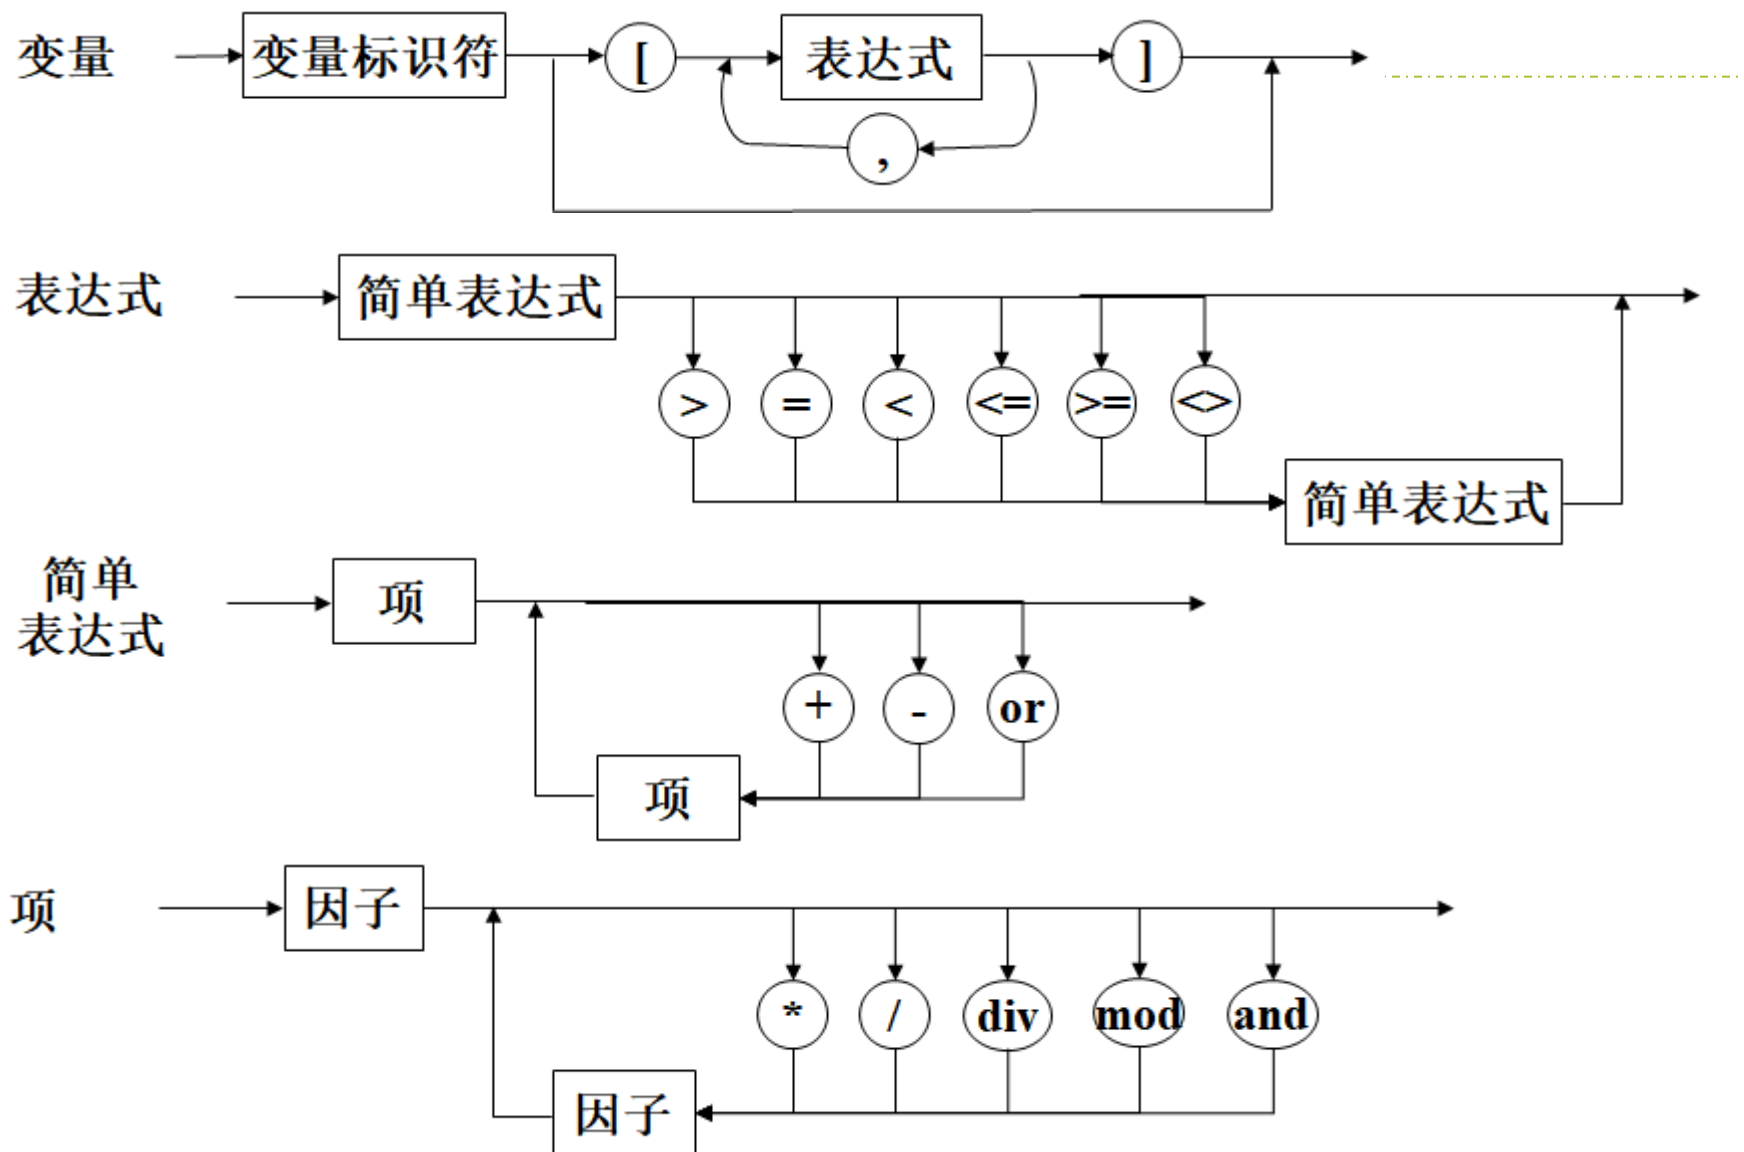 变量 变量标识符 [ 表达式 ]
,
表达式 简单表达式
> = < <= >= <>
简单表达式
简单
表达式
项
+ - or
项
项 因子
* / div mod and
因子